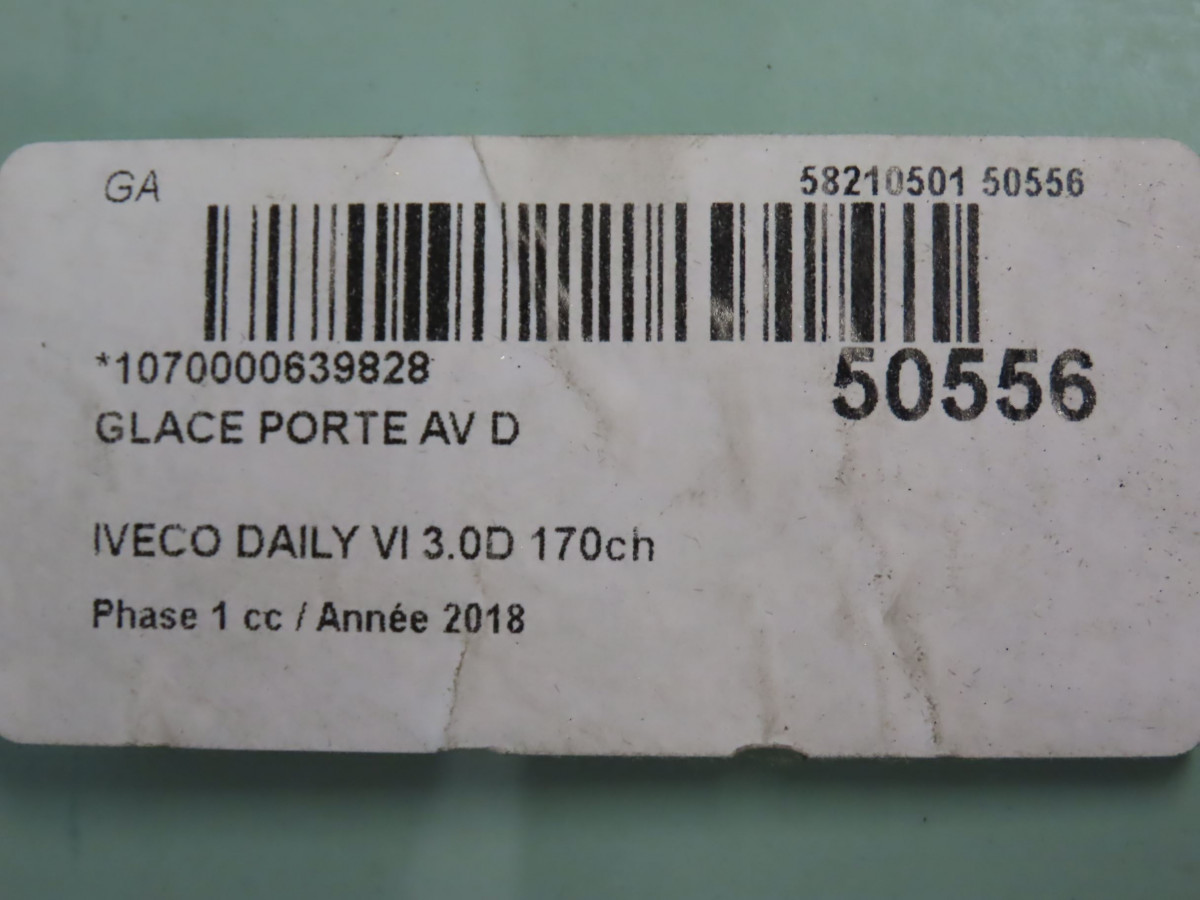 GA 58210501 50556
*1070000639828 50556
GLACE PORTE AV D
IVECO DAILY VI 3.0D 170ch
Phase 1 cc / Année 2018